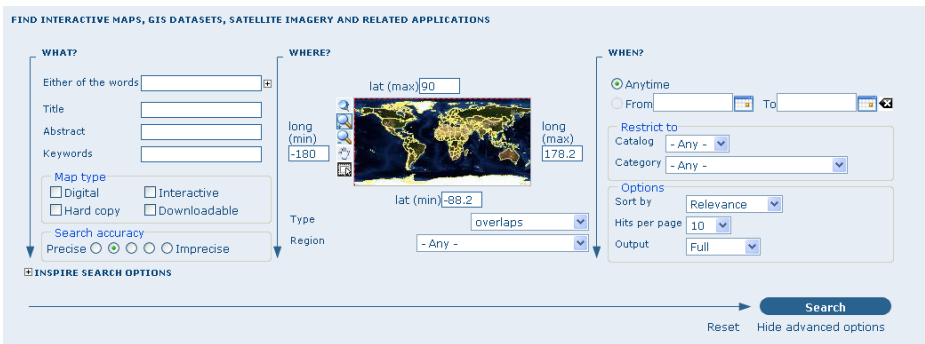 FIND INTERACTIVE MAPS, GIS DATASETS, SATELLITE IMAGERY AND RELATED APPLICATIONS
WHAT?
Either of the words
Title
Abstract
Keywords
Map type
Digital
Interactive
Hard copy
Downloadable
Search accuracy
Precise
Imprecise
WHERE?
lat (max) 90
long
(min)
-180
long
(max)
178.2
lat (min) -88.2
Type overlaps
Region - Any -
WHEN?
Anytime
From To
Restrict to
Catalog - Any -
Category - Any -
Options
Sort by Relevance
Hits per page 10
Output Full
INSPIRE SEARCH OPTIONS
Search
Reset Hide advanced options